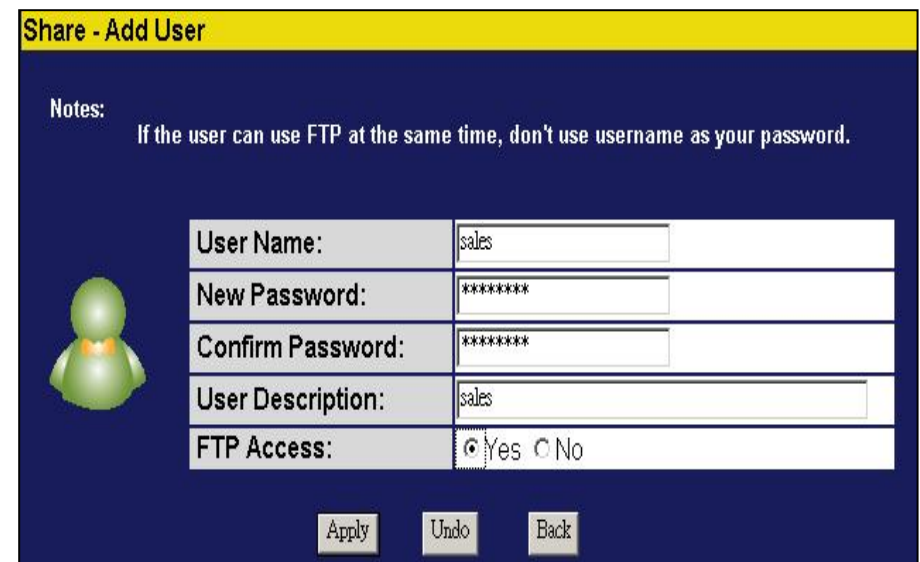 Share - Add User
Notes:
If the user can use FTP at the same time, don't use username as your password.
User Name: sales
New Password: ********
Confirm Password: ********
User Description: sales
FTP Access: Yes No
Apply Undo Back